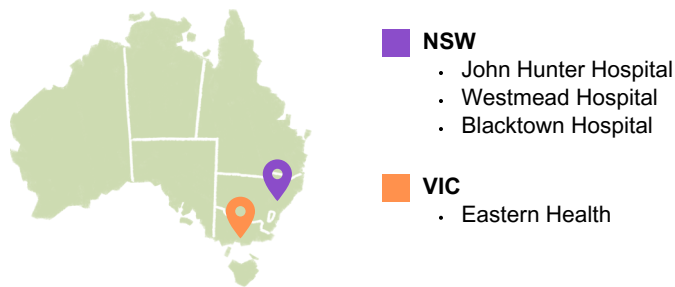 NSW
• John Hunter Hospital
• Westmead Hospital
• Blacktown Hospital
VIC
• Eastern Health